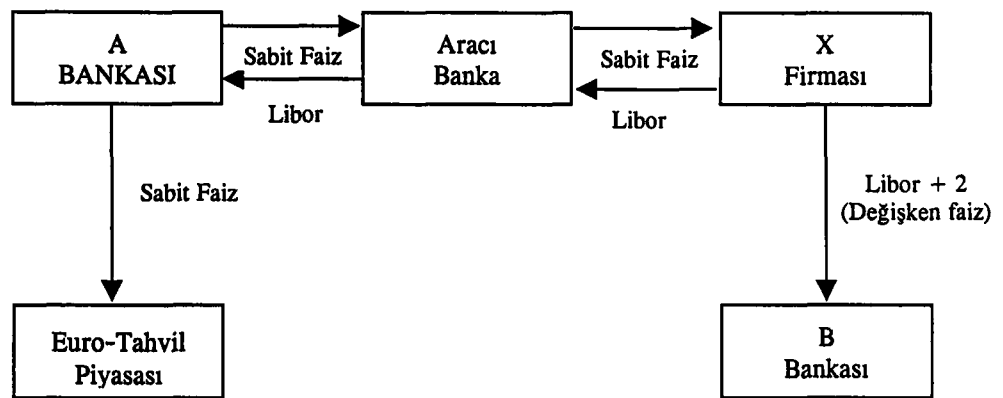 A
BANKASI
Sabit Faiz
Libor
Aracı
Banka
Sabit Faiz
Libor
X
Firması
Sabit Faiz
Libor + 2
(Değişken faiz)
Euro-Tahvil
Piyasası
B
Bankası